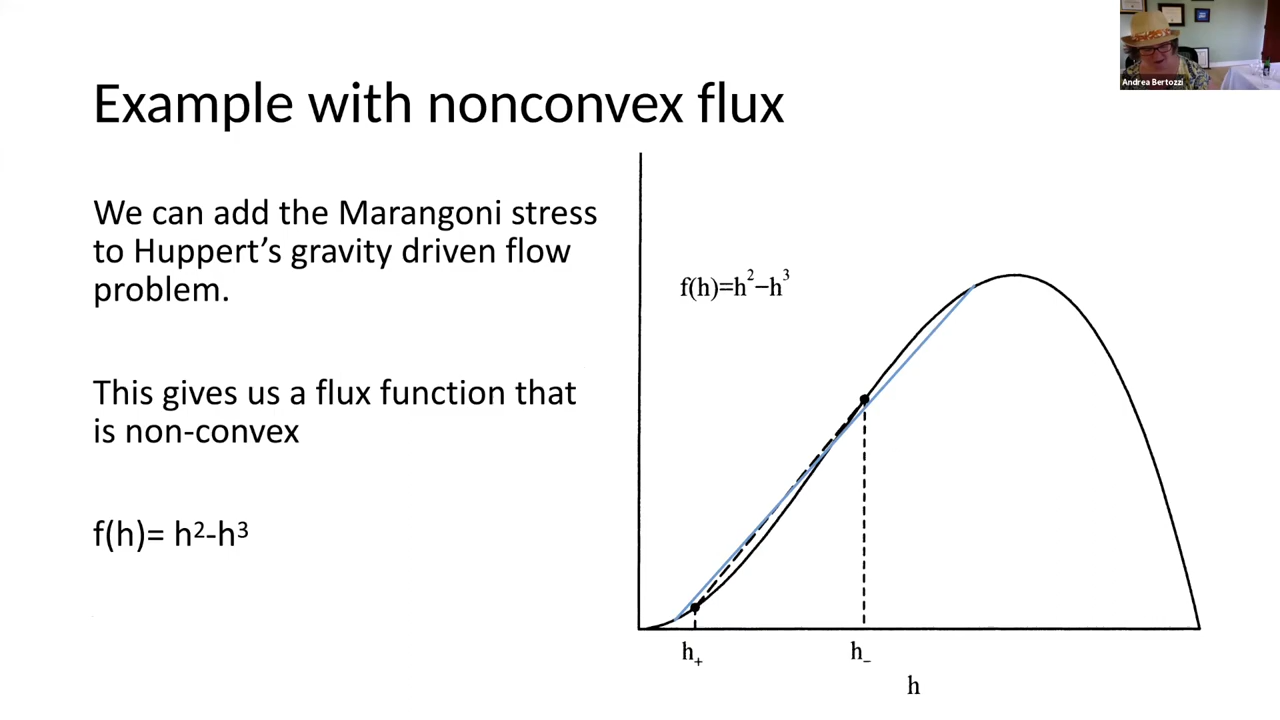 Andrea Bertozzi
Example with nonconvex flux
We can add the Marangoni stress
to Huppert’s gravity driven flow
problem.
This gives us a flux function that
is non-convex
f(h)= h2-h3
f(h)=h²−h³
h₊
h₋
h